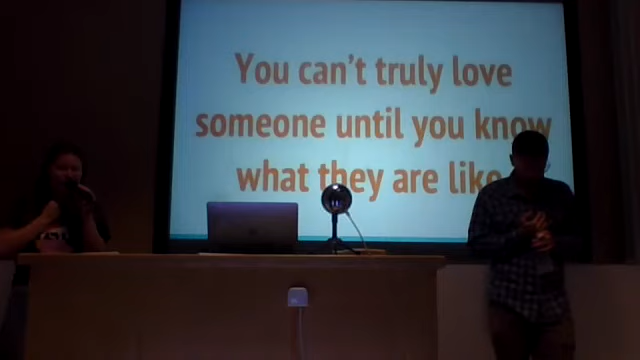 You can't truly love
someone until you know
what they are like